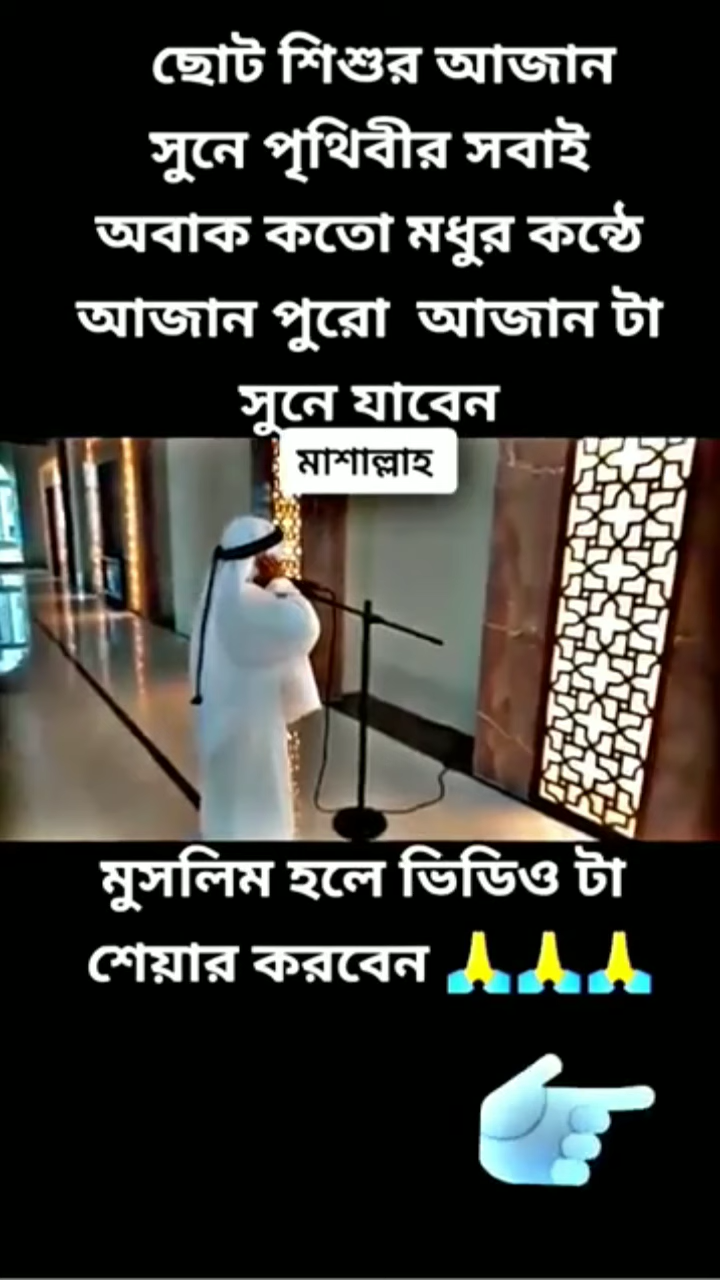 ছোট শিশুর আজান
সুনে পৃথিবীর সবাই
অবাক কতো মধুর কন্ঠে
আজান পুরো আজান টা
সুনে যাবেন
মাশাল্লাহ
মুসলিম হলে ভিডিও টা
শেয়ার করবেন 🙏🙏🙏